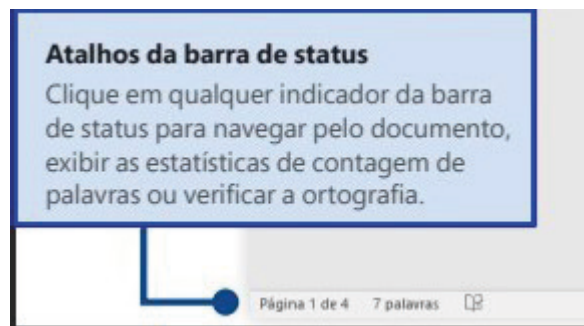 Atalhos da barra de status
Clique em qualquer indicador da barra
de status para navegar pelo documento,
exibir as estatísticas de contagem de
palavras ou verificar a ortografia.
Página 1 de 4 7 palavras